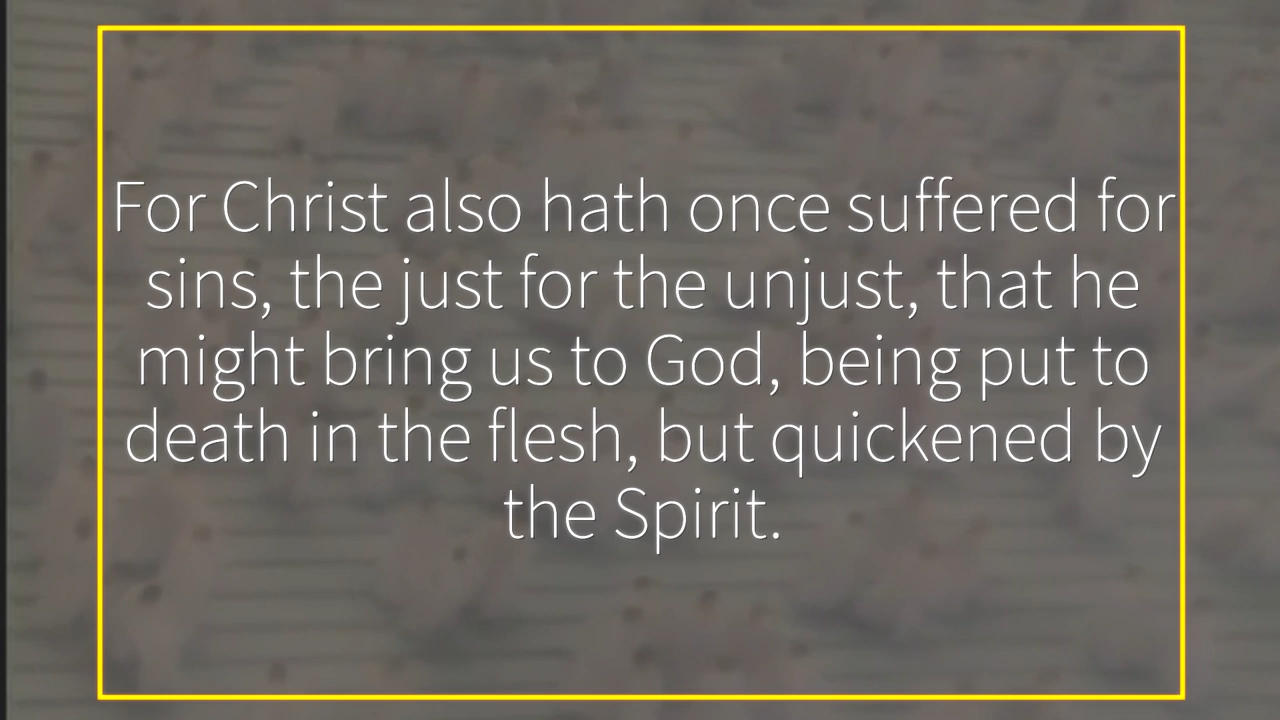 For Christ also hath once suffered for
sins, the just for the unjust, that he
might bring us to God, being put to
death in the flesh, but quickened by
the Spirit.